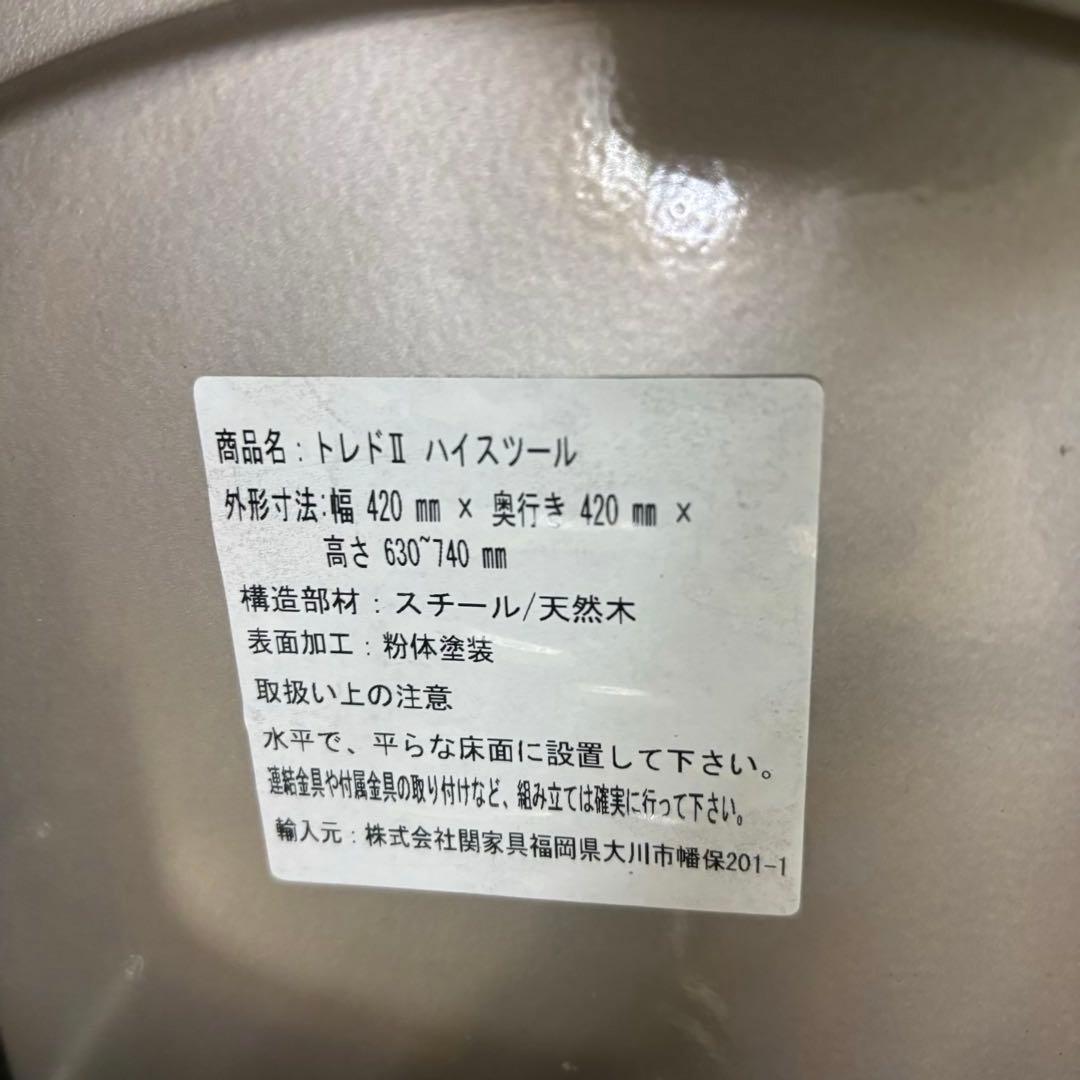 商品名:トレドⅡ ハイスツール
外形寸法:幅 420 ㎜ × 奥行き 420 ㎜ ×
高さ 630~740 ㎜
構造部材:スチール/天然木
表面加工:粉体塗装
取扱い上の注意
水平で、平らな床面に設置して下さい。
連結金具や付属金具の取り付けなど、組み立ては確実に行って下さい。
輸入元:株式会社関家具福岡県大川市幡保201-1